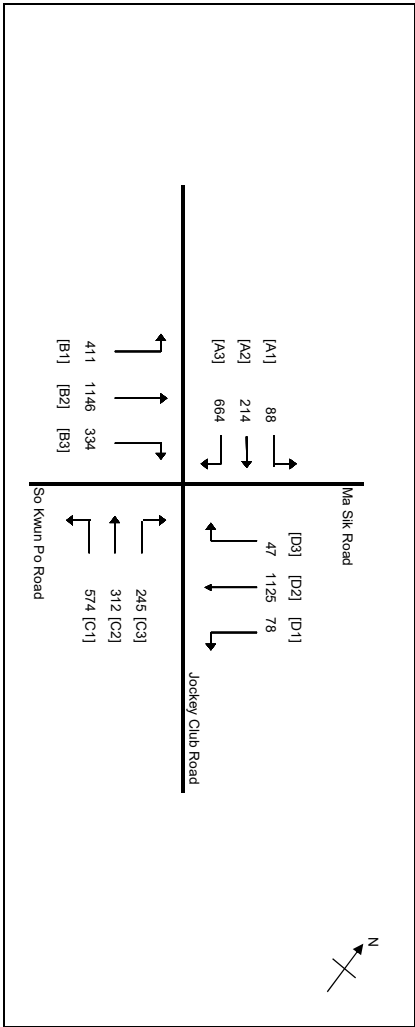 N
Ma Sik Road
[D3] [D2] [D1]
[A1] 88
47 1125 78
[A2] 214
[A3] 664
Jockey Club Road
245 [C3]
312 [C2]
574 [C1]
411 1146 334
[B1] [B2] [B3]
So Kwun Po Road